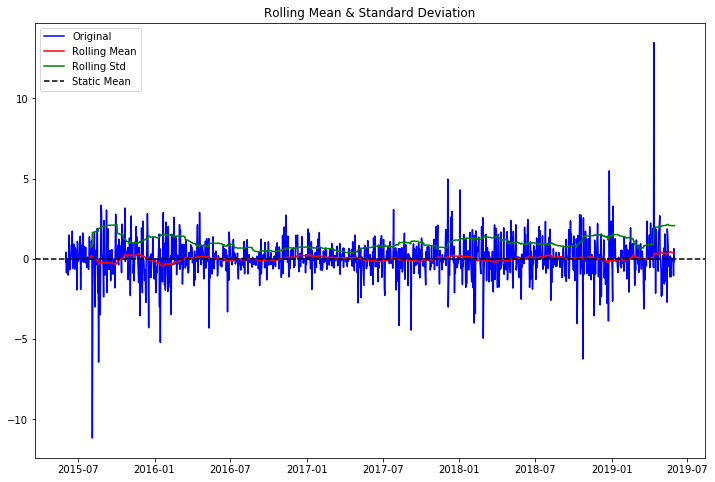 Rolling Mean & Standard Deviation
Original
Rolling Mean
Rolling Std
Static Mean
10
5
0
−5
−10
2015-07 2016-01 2016-07 2017-01 2017-07 2018-01 2018-07 2019-01 2019-07